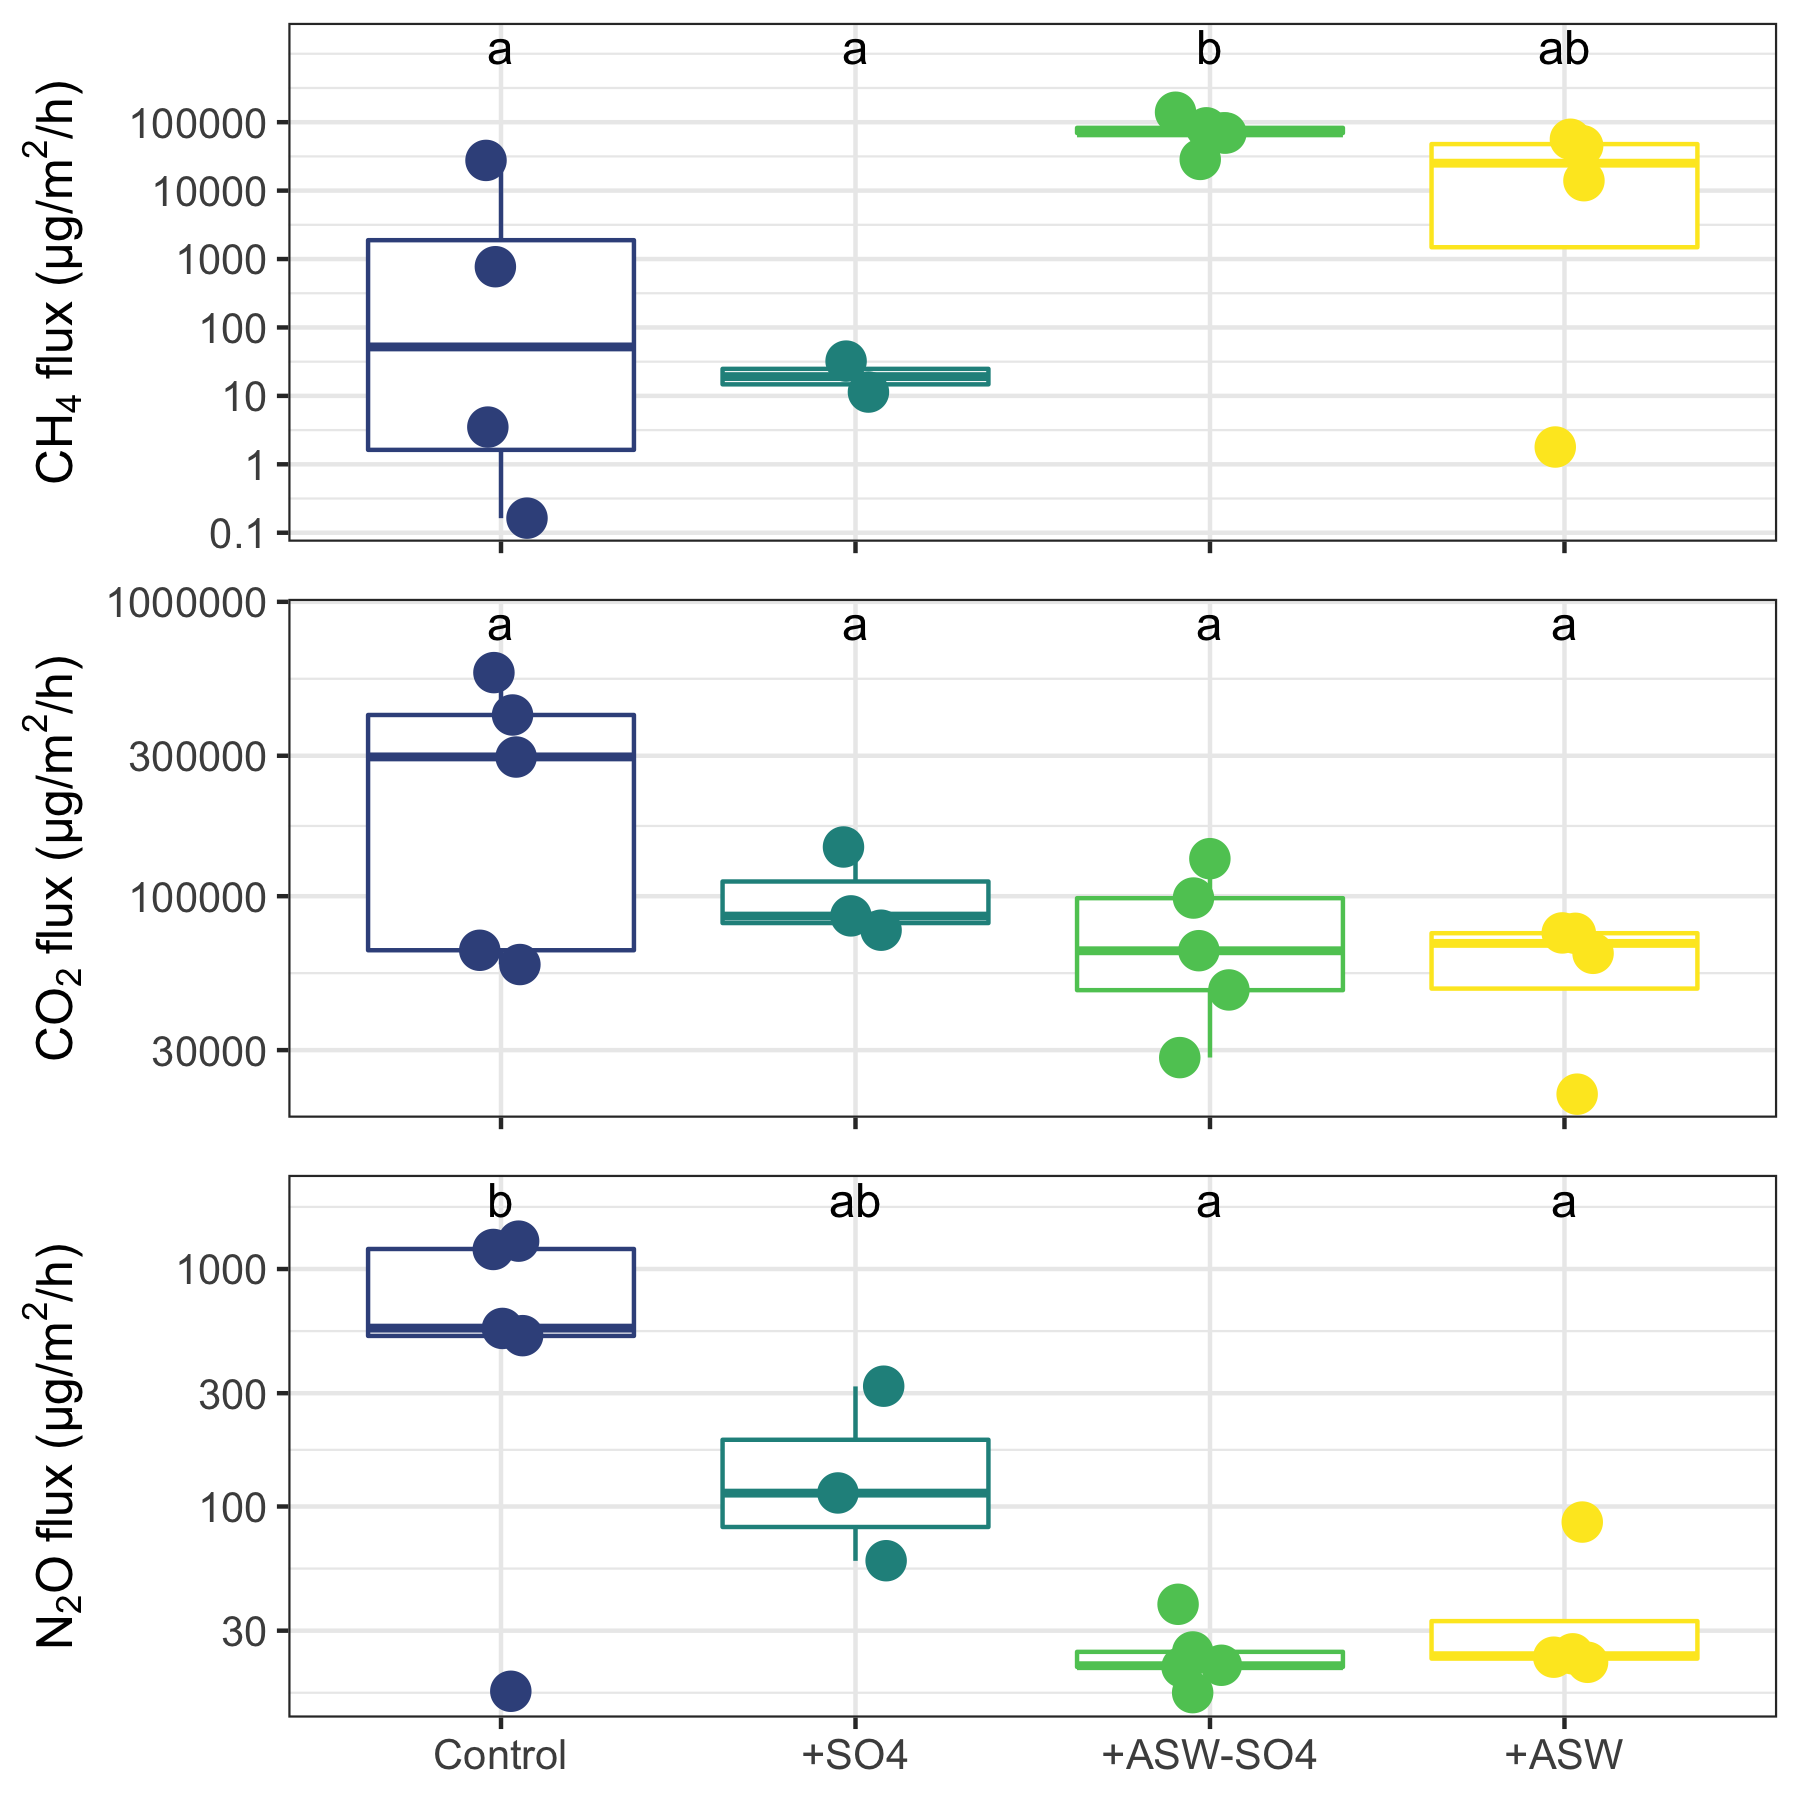 CH4 flux (µg/m2/h)
a a b ab
100000
10000
1000
100
10
1
0.1
CO2 flux (µg/m2/h)
1000000
a a a a
300000
100000
30000
N2O flux (µg/m2/h)
b ab a a
1000
300
100
30
Control +SO4 +ASW-SO4 +ASW